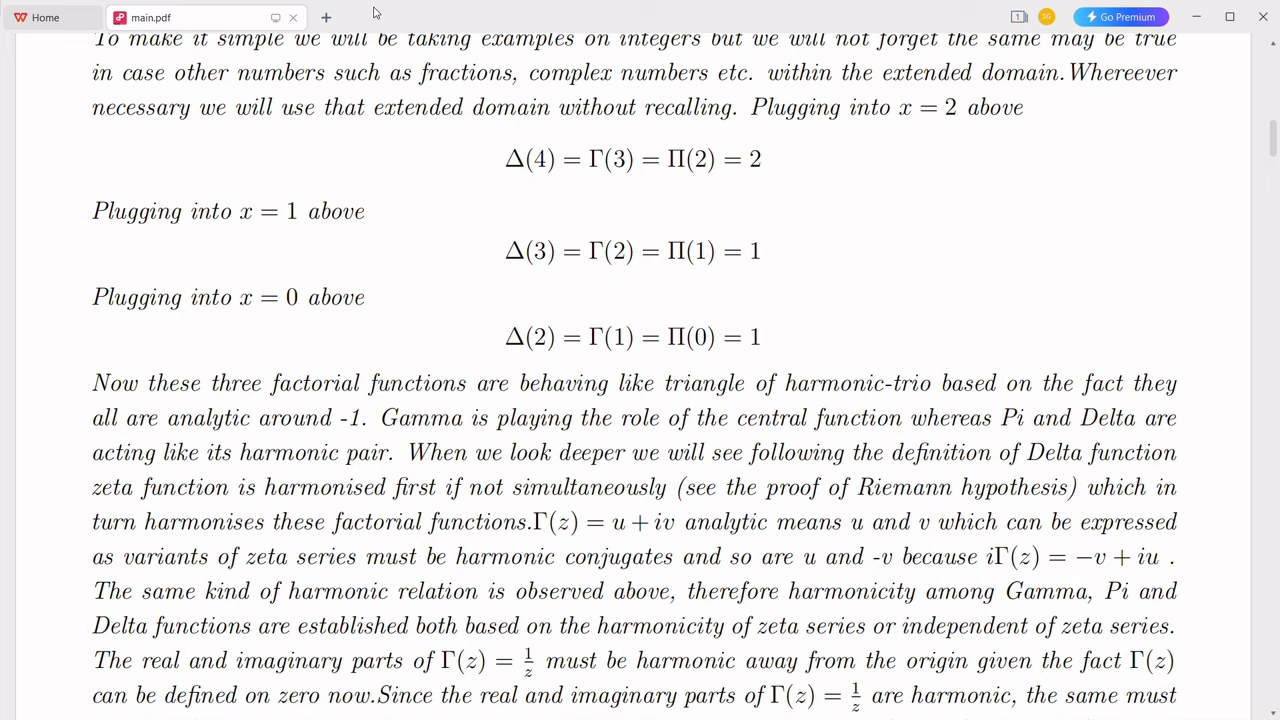 Home
main.pdf
1
SG
Go Premium
To make it simple we will be taking examples on integers but we will not forget the same may be true
in case other numbers such as fractions, complex numbers etc. within the extended domain.Whereever
necessary we will use that extended domain without recalling. Plugging into x = 2 above
Δ(4) = Γ(3) = Π(2) = 2
Plugging into x = 1 above
Δ(3) = Γ(2) = Π(1) = 1
Plugging into x = 0 above
Δ(2) = Γ(1) = Π(0) = 1
Now these three factorial functions are behaving like triangle of harmonic-trio based on the fact they
all are analytic around -1. Gamma is playing the role of the central function whereas Pi and Delta are
acting like its harmonic pair. When we look deeper we will see following the definition of Delta function
zeta function is harmonised first if not simultaneously (see the proof of Riemann hypothesis) which in
turn harmonises these factorial functions.Γ(z) = u + iv analytic means u and v which can be expressed
as variants of zeta series must be harmonic conjugates and so are u and -v because iΓ(z) = −v + iu .
The same kind of harmonic relation is observed above, therefore harmonicity among Gamma, Pi and
Delta functions are established both based on the harmonicity of zeta series or independent of zeta series.
The real and imaginary parts of Γ(z) = 1/z must be harmonic away from the origin given the fact Γ(z)
can be defined on zero now.Since the real and imaginary parts of Γ(z) = 1/z are harmonic, the same must